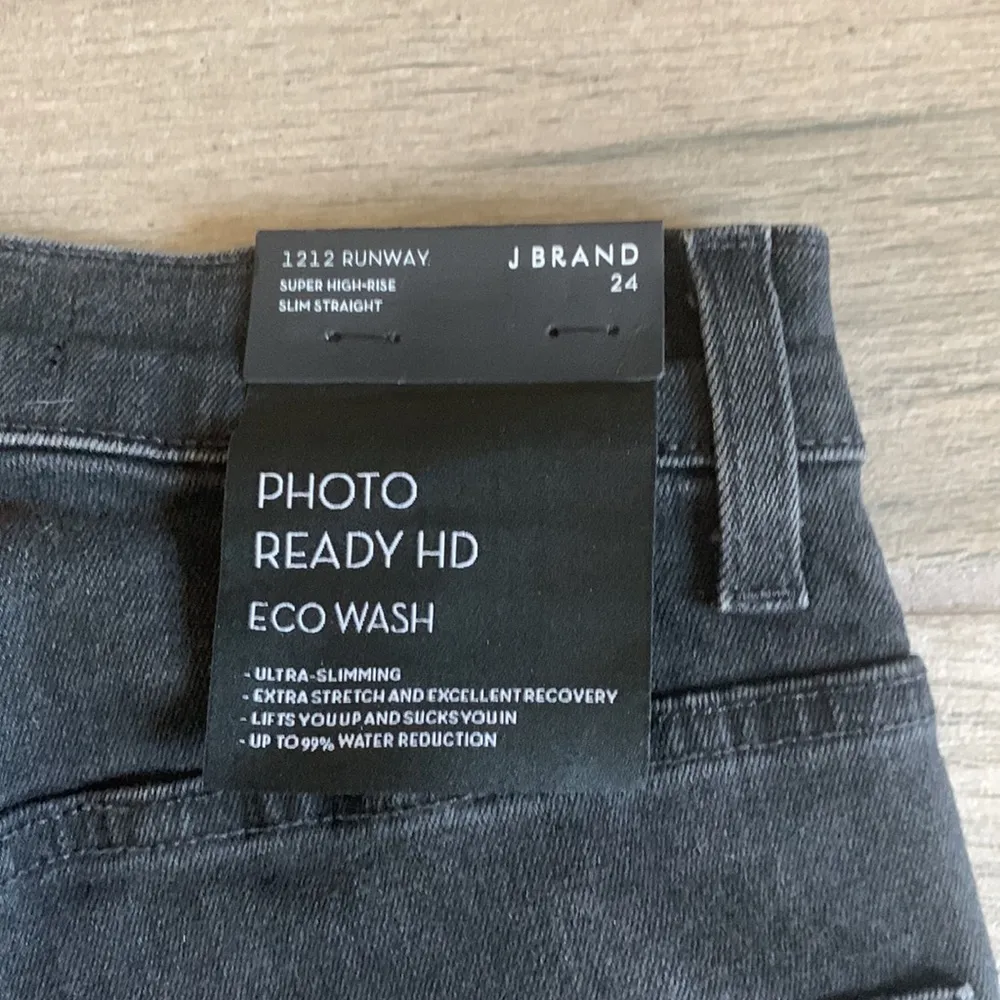 1212 RUNWAY
SUPER HIGH-RISE
SLIM STRAIGHT
J BRAND
24
PHOTO
READY HD
ECO WASH
- ULTRA-SLIMMING
- EXTRA STRETCH AND EXCELLENT RECOVERY
- LIFTS YOU UP AND SUCKS YOU IN
- UP TO 99% WATER REDUCTION